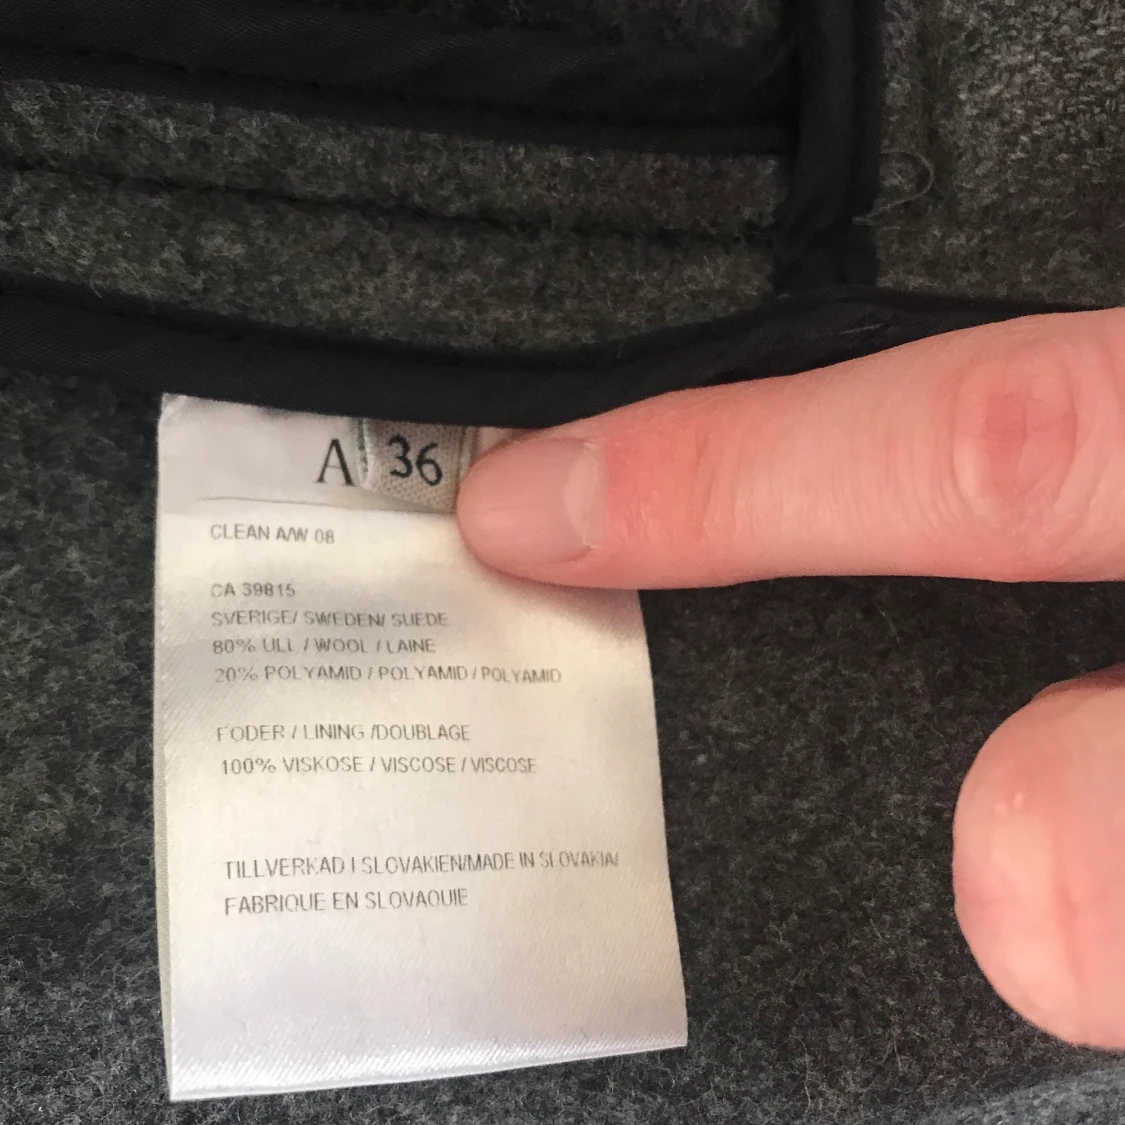 A 36
CLEAN A/W 08
CA 39815
SVERIGE/ SWEDEN/ SUEDE
80% ULL / WOOL / LAINE
20% POLYAMID / POLYAMID / POLYAMID
FODER / LINING /DOUBLAGE
100% VISKOSE / VISCOSE / VISCOSE
TILLVERKAD I SLOVAKIEN/MADE IN SLOVAKIA/
FABRIQUE EN SLOVAQUIE